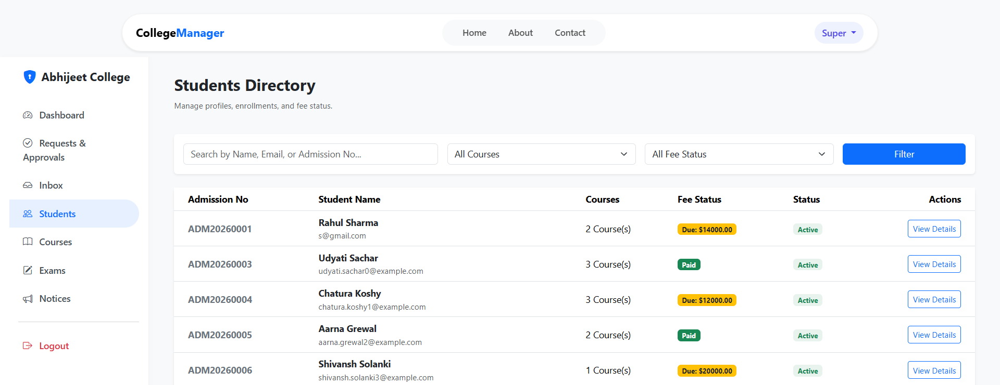 CollegeManager
Home About Contact
Super
Abhijeet College
Dashboard
Requests &
Approvals
Inbox
Students
Courses
Exams
Notices
Logout
Students Directory
Manage profiles, enrollments, and fee status.
Search by Name, Email, or Admission No...
All Courses
All Fee Status
Filter
Admission No Student Name Courses Fee Status Status Actions
ADM20260001 Rahul Sharma 2 Course(s) Due: $14000.00 Active View Details
s@gmail.com
ADM20260003 Udyati Sachar 3 Course(s) Paid Active View Details
udyati.sachar0@example.com
ADM20260004 Chatura Koshy 3 Course(s) Due: $12000.00 Active View Details
chatura.koshy1@example.com
ADM20260005 Aarna Grewal 2 Course(s) Paid Active View Details
aarna.grewal2@example.com
ADM20260006 Shivansh Solanki 1 Course(s) Due: $20000.00 Active View Details
shivansh.solanki3@example.com